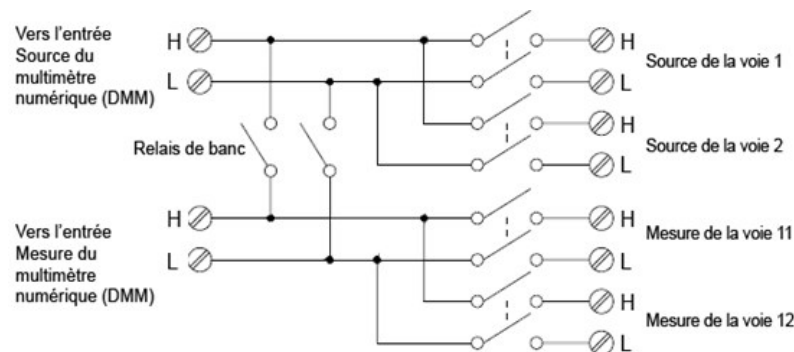 Vers l'entrée
Source du
multimètre
numérique (DMM)
H
L
H
L
Source de la voie 1
H
L
Source de la voie 2
Relais de banc
Vers l'entrée
Mesure du
multimètre
numérique (DMM)
H
L
H
L
Mesure de la voie 11
H
L
Mesure de la voie 12